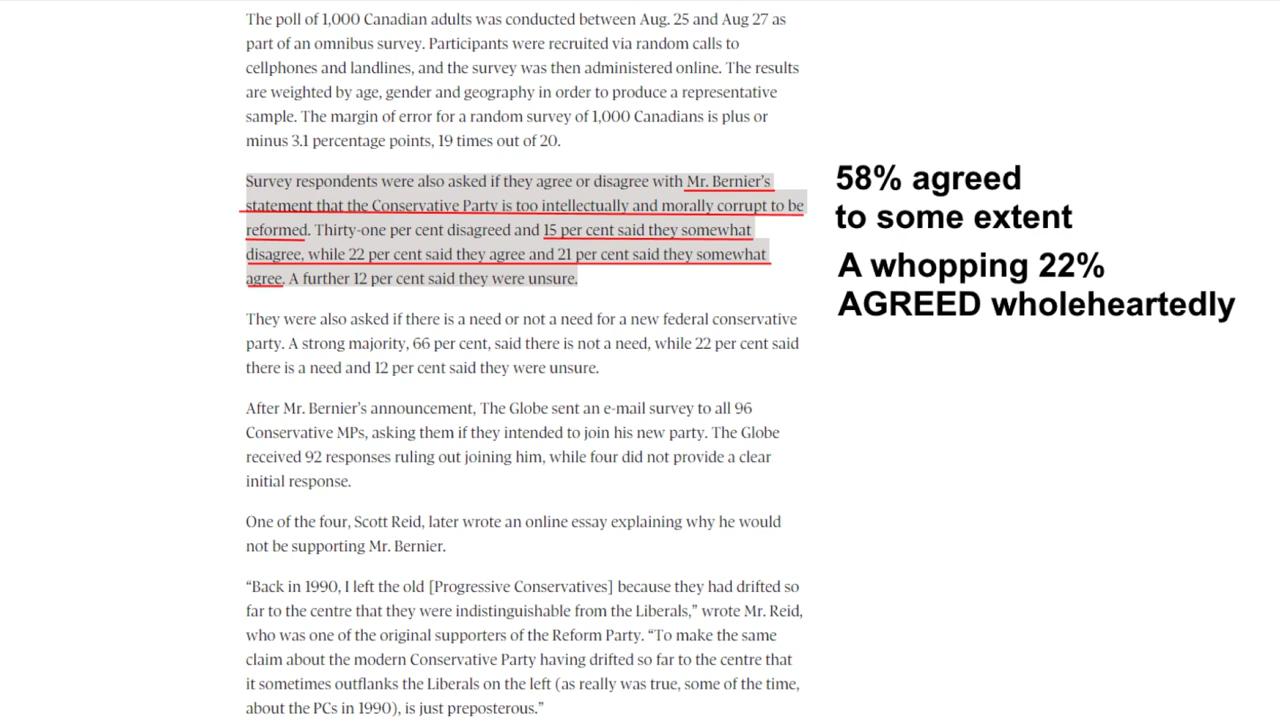 The poll of 1,000 Canadian adults was conducted between Aug. 25 and Aug 27 as
part of an omnibus survey. Participants were recruited via random calls to
cellphones and landlines, and the survey was then administered online. The results
are weighted by age, gender and geography in order to produce a representative
sample. The margin of error for a random survey of 1,000 Canadians is plus or
minus 3.1 percentage points, 19 times out of 20.
Survey respondents were also asked if they agree or disagree with Mr. Bernier’s
statement that the Conservative Party is too intellectually and morally corrupt to be
reformed. Thirty-one per cent disagreed and 15 per cent said they somewhat
disagree, while 22 per cent said they agree and 21 per cent said they somewhat
agree. A further 12 per cent said they were unsure.
58% agreed
to some extent
A whopping 22%
AGREED wholeheartedly
They were also asked if there is a need or not a need for a new federal conservative
party. A strong majority, 66 per cent, said there is not a need, while 22 per cent said
there is a need and 12 per cent said they were unsure.
After Mr. Bernier’s announcement, The Globe sent an e-mail survey to all 96
Conservative MPs, asking them if they intended to join his new party. The Globe
received 92 responses ruling out joining him, while four did not provide a clear
initial response.
One of the four, Scott Reid, later wrote an online essay explaining why he would
not be supporting Mr. Bernier.
“Back in 1990, I left the old [Progressive Conservatives] because they had drifted so
far to the centre that they were indistinguishable from the Liberals,” wrote Mr. Reid,
who was one of the original supporters of the Reform Party. “To make the same
claim about the modern Conservative Party having drifted so far to the centre that
it sometimes outflanks the Liberals on the left (as really was true, some of the time,
about the PCs in 1990), is just preposterous.”